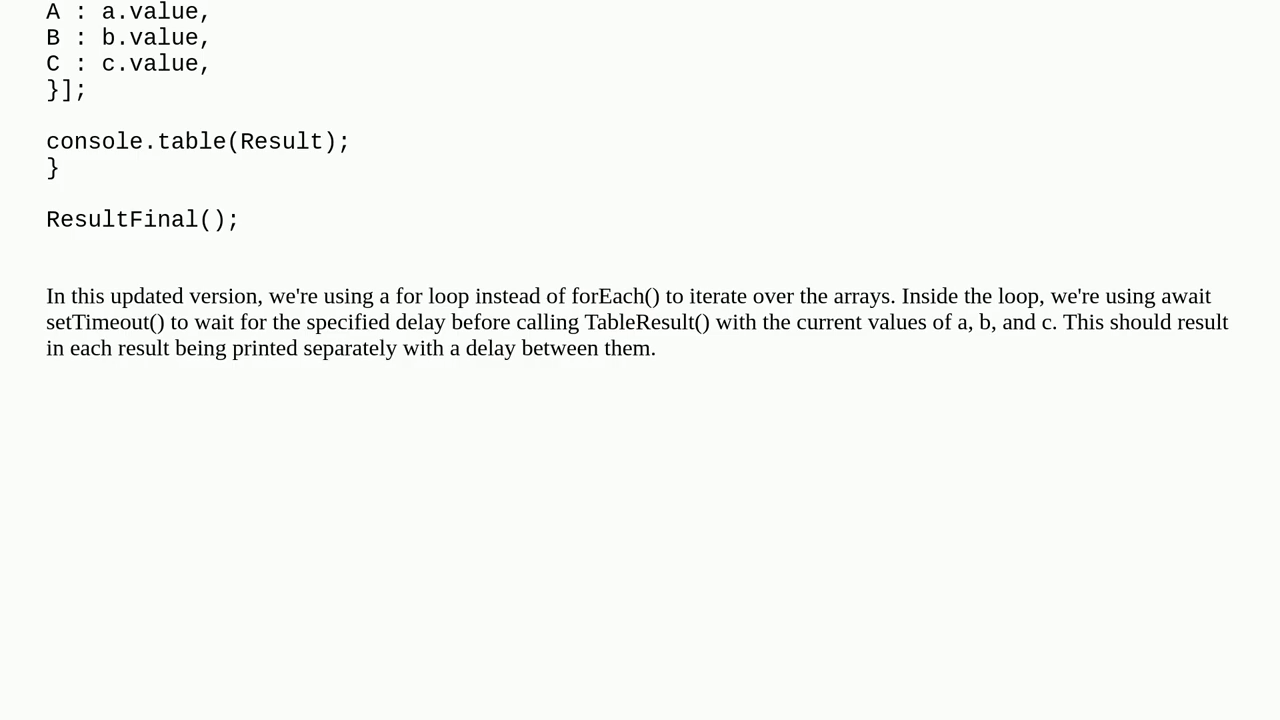 A : a.value,
B : b.value,
C : c.value,
}];
console.table(Result);
}
ResultFinal();
In this updated version, we're using a for loop instead of forEach() to iterate over the arrays. Inside the loop, we're using await
setTimeout() to wait for the specified delay before calling TableResult() with the current values of a, b, and c. This should result
in each result being printed separately with a delay between them.